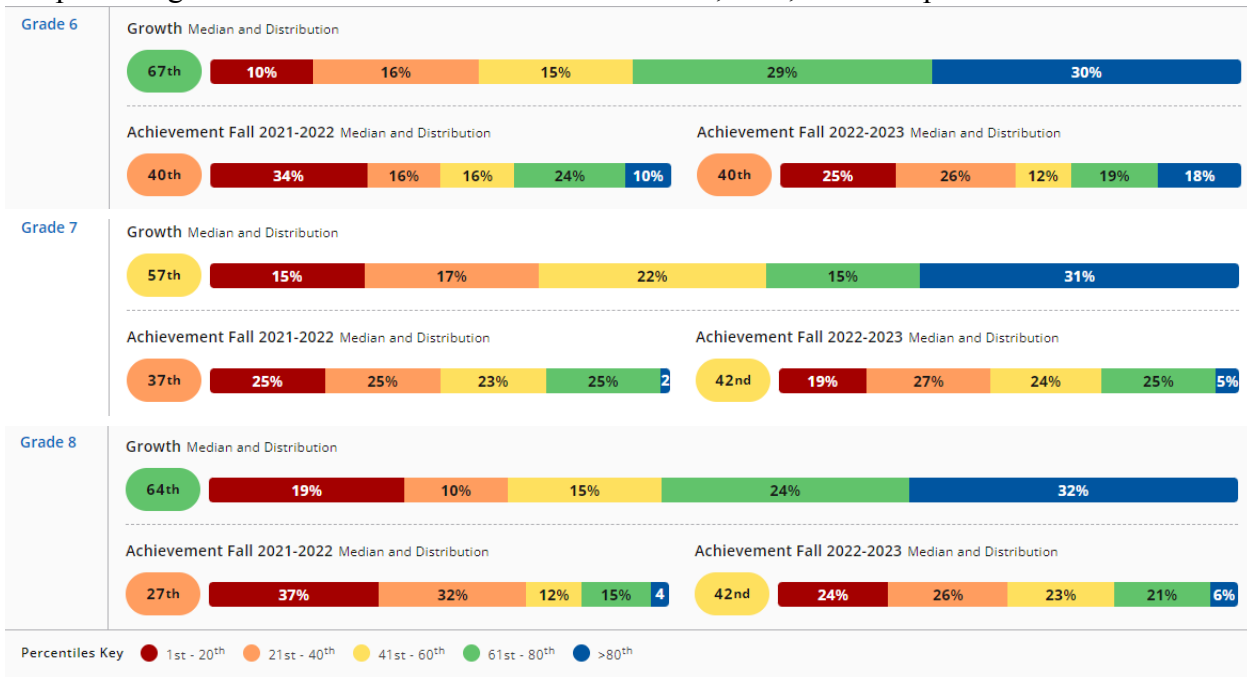 Grade 6
Growth Median and Distribution
67th 10% 16% 15% 29% 30%
Achievement Fall 2021-2022 Median and Distribution
Achievement Fall 2022-2023 Median and Distribution
40th 34% 16% 16% 24% 10%
40th 25% 26% 12% 19% 18%
Grade 7
Growth Median and Distribution
57th 15% 17% 22% 15% 31%
Achievement Fall 2021-2022 Median and Distribution
Achievement Fall 2022-2023 Median and Distribution
37th 25% 25% 23% 25% 2
42nd 19% 27% 24% 25% 5%
Grade 8
Growth Median and Distribution
64th 19% 10% 15% 24% 32%
Achievement Fall 2021-2022 Median and Distribution
Achievement Fall 2022-2023 Median and Distribution
27th 37% 32% 12% 15% 4
42nd 24% 26% 23% 21% 6%
Percentiles Key 1st - 20th 21st - 40th 41st - 60th 61st - 80th >80th